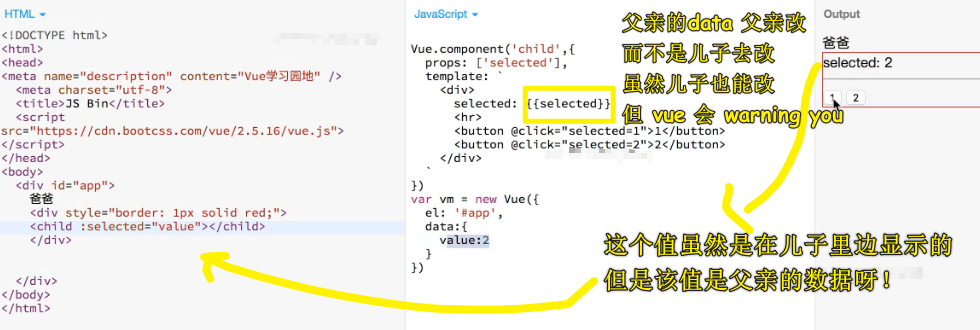 HTML
<!DOCTYPE html>
<html>
<head>
<meta name="description" content="Vue学习园地" />
<meta charset="utf-8">
<title>JS Bin</title>
<script
src="https://cdn.bootcss.com/vue/2.5.16/vue.js">
</script>
</head>
<body>
<div id="app">
爸爸
<div style="border: 1px solid red;">
<child :selected="value"></child>
</div>
</div>
</body>
</html>
JavaScript
Vue.component('child',{
props: ['selected'],
template: `
<div>
selected: {{selected}}
<hr>
<button @click="selected=1">1</button>
<button @click="selected=2">2</button>
</div>
`
})
var vm = new Vue({
el: '#app',
data:{
value:2
}
})
父亲的data 父亲改
而不是儿子去改
虽然儿子也能改
但 vue 会 warning you
这个值虽然是在儿子里边显示的
但是该值是父亲的数据呀！
Output
爸爸
selected: 2
1 2